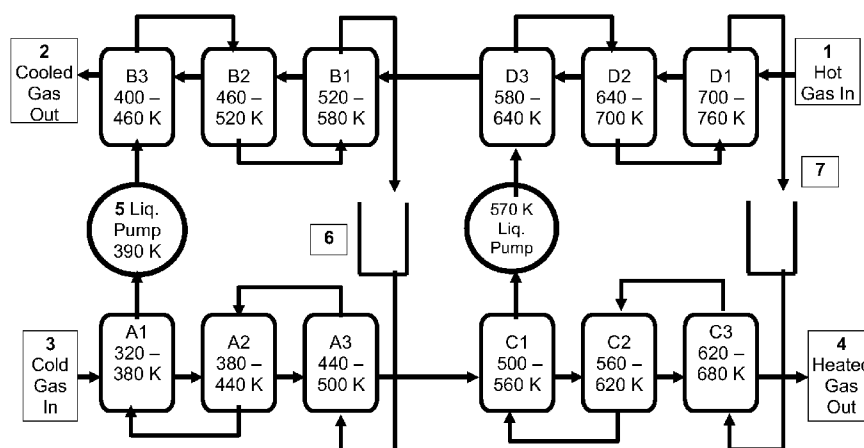 2
Cooled
Gas
Out
B3
400 –
460 K
B2
460 –
520 K
B1
520 –
580 K
D3
580 –
640 K
D2
640 –
700 K
D1
700 –
760 K
1
Hot
Gas In
5 Liq.
Pump
390 K
6
570 K
Liq.
Pump
7
3
Cold
Gas
In
A1
320 –
380 K
A2
380 –
440 K
A3
440 –
500 K
C1
500 –
560 K
C2
560 –
620 K
C3
620 –
680 K
4
Heated
Gas
Out